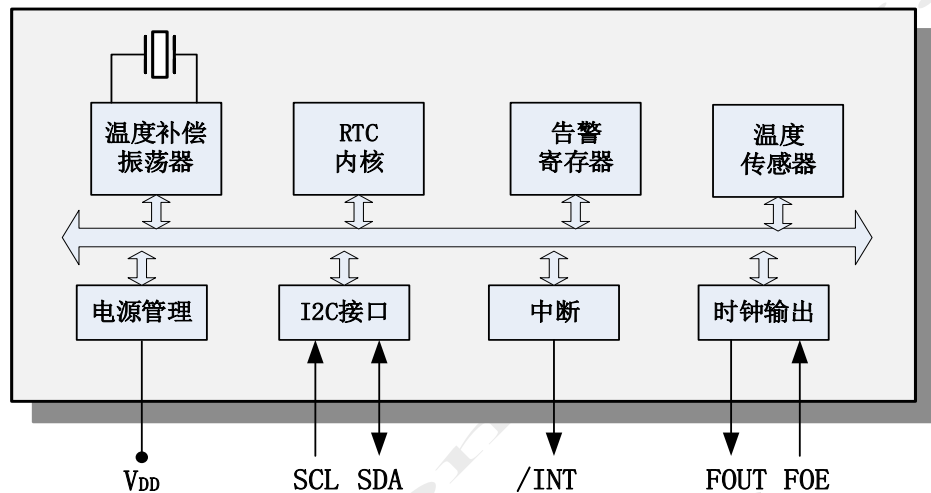 温度补偿
振荡器
RTC
内核
告警
寄存器
温度
传感器
电源管理
I2C接口
中断
时钟输出
VDD
SCL SDA
/INT
FOUT FOE